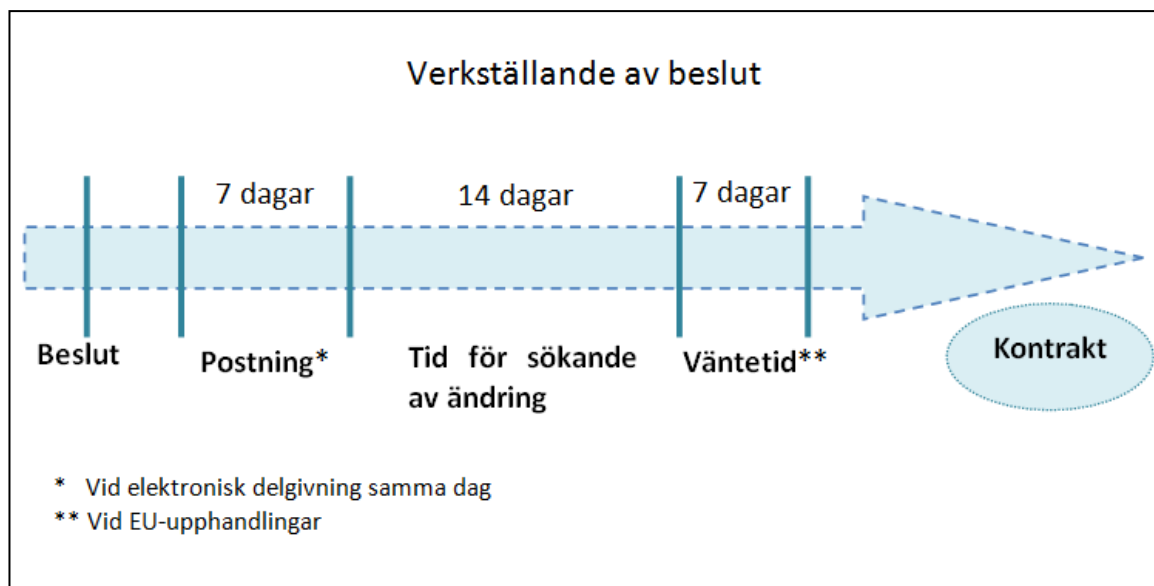 Verkställande av beslut
7 dagar
14 dagar
7 dagar
Beslut
Postning*
Tid för sökande
av ändring
Väntetid**
Kontrakt
* Vid elektronisk delgivning samma dag
** Vid EU-upphandlingar